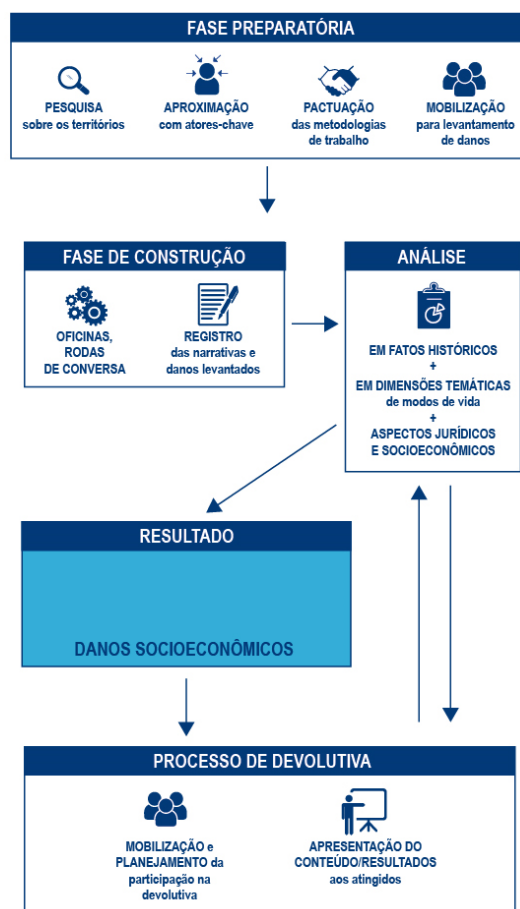 FASE PREPARATÓRIA
PESQUISA
sobre os territórios
APROXIMAÇÃO
com atores-chave
PACTUAÇÃO
das metodologias
de trabalho
MOBILIZAÇÃO
para levantamento
de danos
FASE DE CONSTRUÇÃO
OFICINAS,
RODAS
DE CONVERSA
REGISTRO
das narrativas e
danos levantados
ANÁLISE
EM FATOS HISTÓRICOS
+
EM DIMENSÕES TEMÁTICAS
de modos de vida
+
ASPECTOS JURÍDICOS
E SOCIOECONÔMICOS
RESULTADO
DANOS SOCIOECONÔMICOS
PROCESSO DE DEVOLUTIVA
MOBILIZAÇÃO e
PLANEJAMENTO da
participação na
devolutiva
APRESENTAÇÃO DO
CONTEÚDO/RESULTADOS
aos atingidos